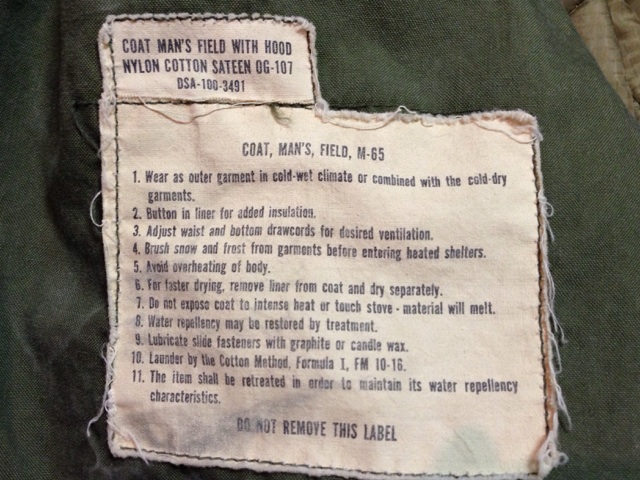 COAT MAN'S FIELD WITH HOOD
NYLON COTTON SATEEN OG-107
DSA-100-3491
COAT, MAN'S, FIELD, M-65
1. Wear as outer garment in cold-wet climate or combined with the cold-dry
garments.
2. Button in liner for added insulation.
3. Adjust waist and bottom drawcords for desired ventilation.
4. Brush snow and frost from garments before entering heated shelters.
5. Avoid overheating of body.
6. For faster drying, remove liner from coat and dry separately.
7. Do not expose coat to intense heat or touch stove - material will melt.
8. Water repellency may be restored by treatment.
9. Lubricate slide fasteners with graphite or candle wax.
10. Launder by the Cotton Method, Formula I, FM 10-16.
11. The item shall be retreated in order to maintain its water repellency
characteristics.
DO NOT REMOVE THIS LABEL